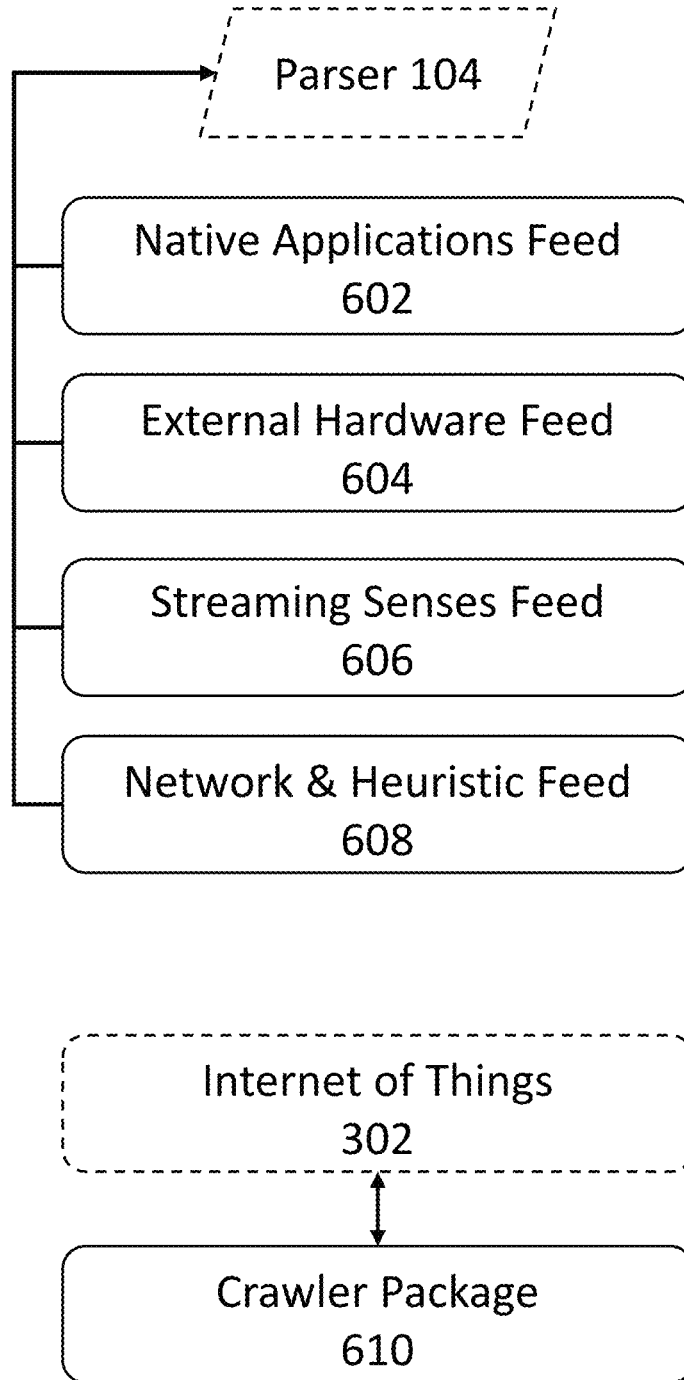 Parser 104
Native Applications Feed
602
External Hardware Feed
604
Streaming Senses Feed
606
Network & Heuristic Feed
608
Internet of Things
302
Crawler Package
610